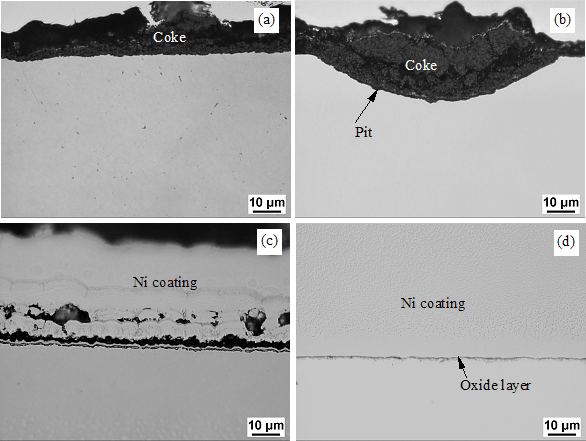 (a)
Coke
10 µm
(b)
Coke
Pit
10 µm
(c)
Ni coating
10 µm
(d)
Ni coating
Oxide layer
10 µm